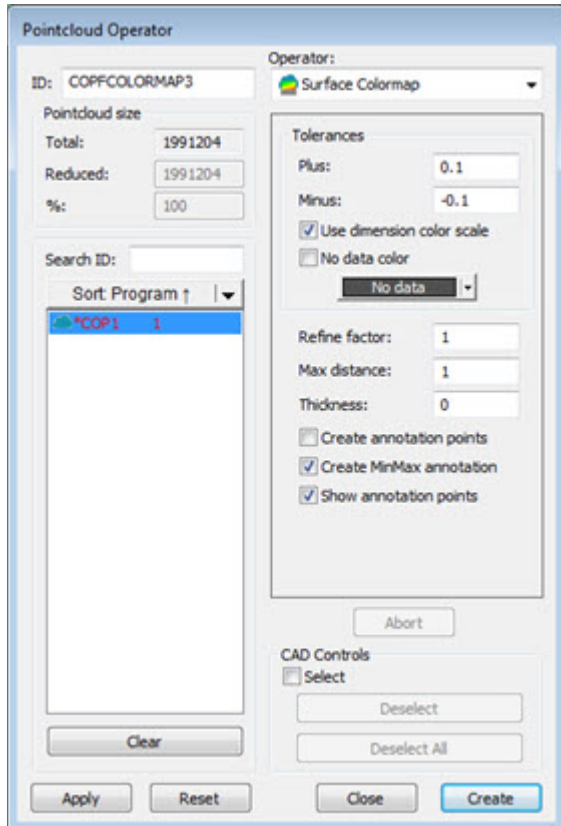 Pointcloud Operator
ID: COPFCOLORMAP3
Operator:
Surface Colormap
Pointcloud size
Total: 1991204
Reduced: 1991204
%: 100
Search ID:
Sort: Program ↑
*COP1 1
Clear
Tolerances
Plus: 0.1
Minus: -0.1
Use dimension color scale
No data color
No data
Refine factor: 1
Max distance: 1
Thickness: 0
Create annotation points
Create MinMax annotation
Show annotation points
Abort
CAD Controls
Select
Deselect
Deselect All
Apply Reset Close Create